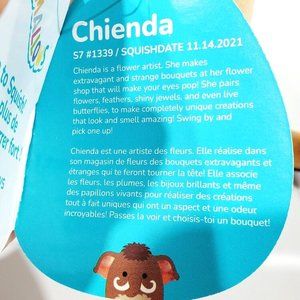 Chienda
S7 #1339 / SQUISHDATE 11.14.2021
Chienda is a flower artist. She makes
extravagant and strange bouquets at her flower
shop that will make your eyes pop! She pairs
flowers, feathers, shiny jewels, and even live
butterflies, to make completely unique creations
that look and smell amazing! Swing by and
pick one up!
Chienda est une artiste des fleurs. Elle réalise dans
son magasin de fleurs des bouquets extravagants et
étranges qui te feront tourner la tête! Elle associe
les fleurs, les plumes, les bijoux brillants et même
des papillons vivants pour réaliser des créations
tout à fait uniques qui ont un aspect et une odeur
incroyables! Passes la voir et choisis-toi un bouquet!